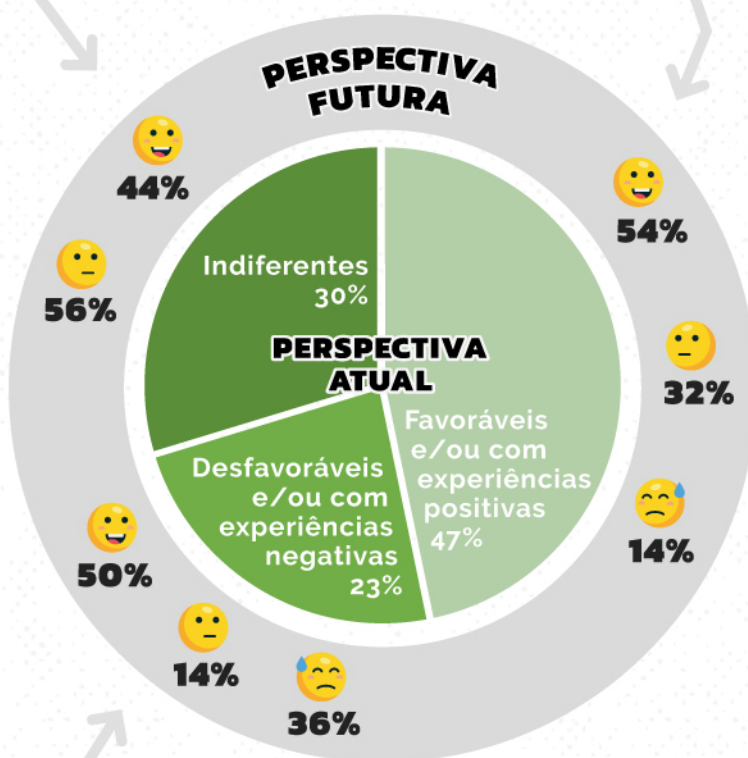 PERSPECTIVA
FUTURA
44%
54%
56%
Indiferentes
30%
32%
PERSPECTIVA
ATUAL
Favoráveis
e/ou com
experiências
positivas
47%
Desfavoráveis
e/ou com
experiências
negativas
23%
14%
50%
14%
36%